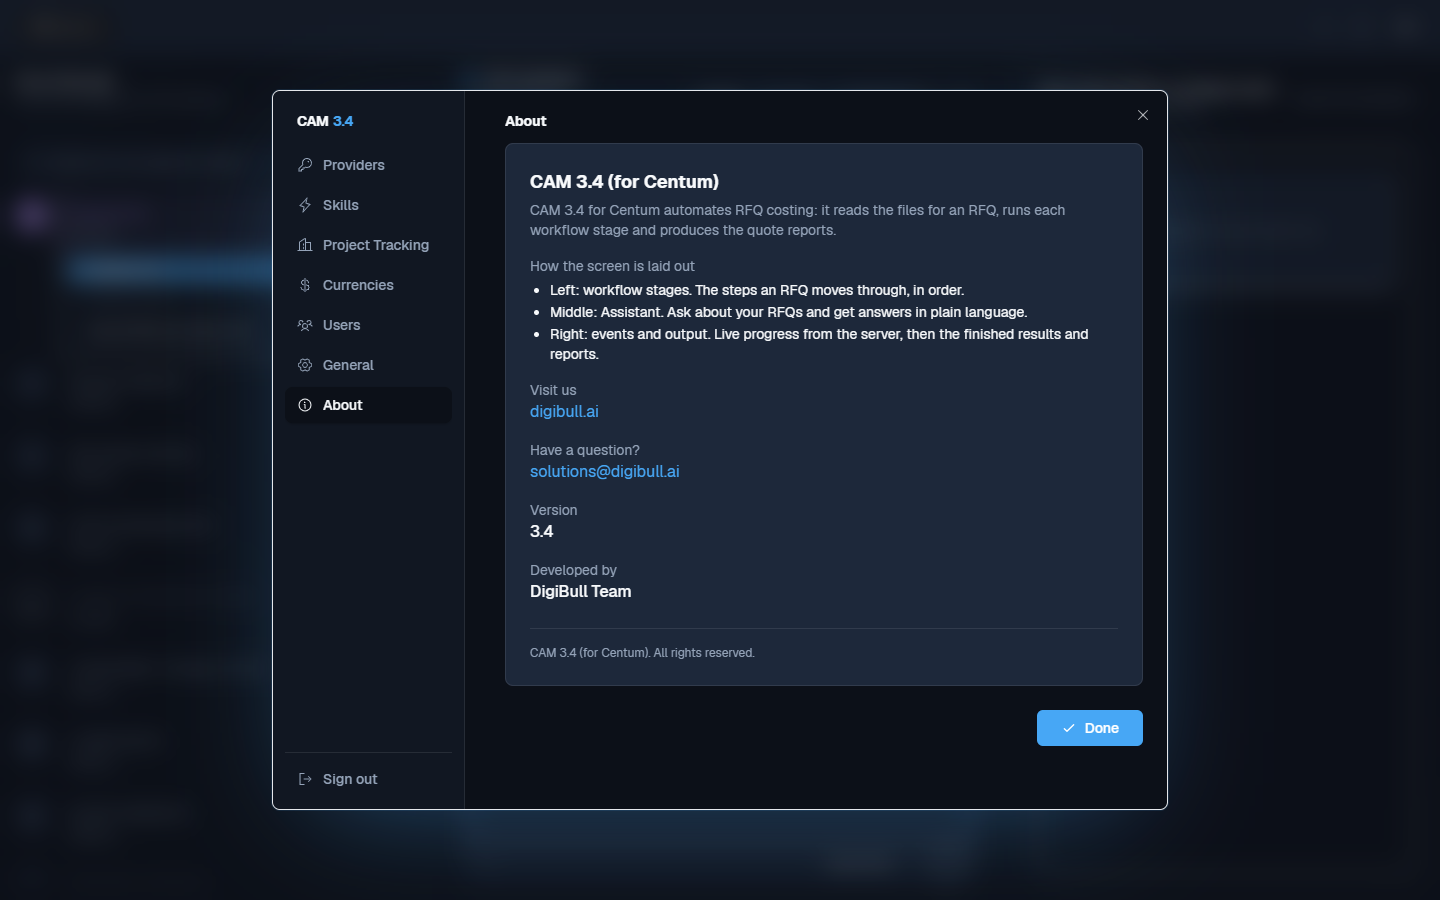 CAM 3.4
Providers
Skills
Project Tracking
Currencies
Users
General
About
Sign out
About
CAM 3.4 (for Centum)
CAM 3.4 for Centum automates RFQ costing: it reads the files for an RFQ, runs each
workflow stage and produces the quote reports.
How the screen is laid out
• Left: workflow stages. The steps an RFQ moves through, in order.
• Middle: Assistant. Ask about your RFQs and get answers in plain language.
• Right: events and output. Live progress from the server, then the finished results and
reports.
Visit us
digibull.ai
Have a question?
solutions@digibull.ai
Version
3.4
Developed by
DigiBull Team
CAM 3.4 (for Centum). All rights reserved.
Done